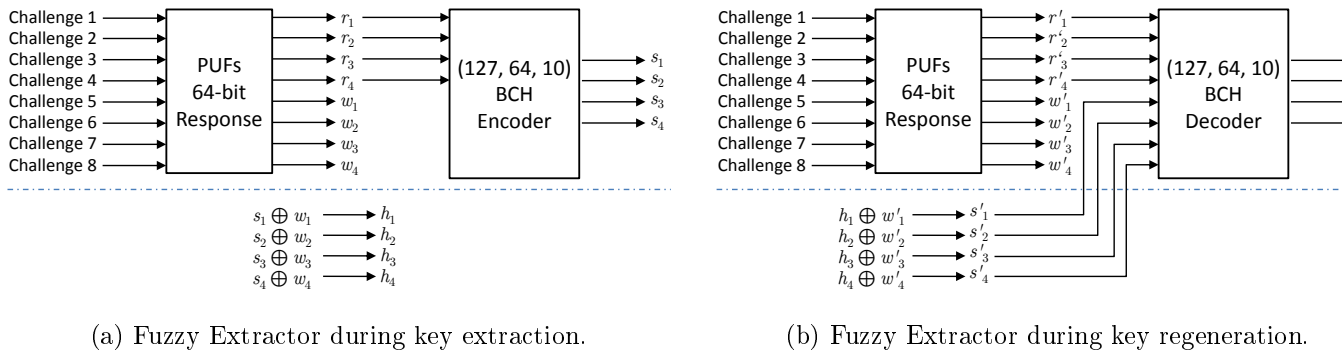 Challenge 1
Challenge 2
Challenge 3
Challenge 4
Challenge 5
Challenge 6
Challenge 7
Challenge 8
PUFs
64-bit
Response
r₁
r₂
r₃
r₄
w₁
w₂
w₃
w₄
(127, 64, 10)
BCH
Encoder
s₁
s₂
s₃
s₄
s₁ ⊕ w₁ h₁
s₂ ⊕ w₂ h₂
s₃ ⊕ w₃ h₃
s₄ ⊕ w₄ h₄
(a) Fuzzy Extractor during key extraction.
Challenge 1
Challenge 2
Challenge 3
Challenge 4
Challenge 5
Challenge 6
Challenge 7
Challenge 8
PUFs
64-bit
Response
r'₁
r‘₂
r‘₃
r'₄
w'₁
w'₂
w'₃
w'₄
(127, 64, 10)
BCH
Decoder
h₁ ⊕ w'₁ s'₁
h₂ ⊕ w'₂ s'₂
h₃ ⊕ w'₃ s'₃
h₄ ⊕ w'₄ s'₄
(b) Fuzzy Extractor during key regeneration.